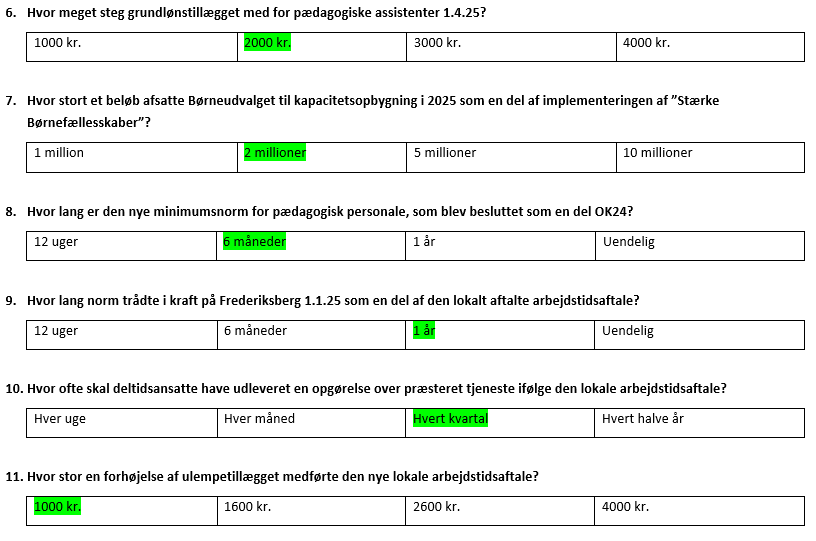 6. Hvor meget steg grundlønstillægget med for pædagogiske assistenter 1.4.25?
1000 kr. 2000 kr. 3000 kr. 4000 kr.
7. Hvor stort et beløb afsatte Børneudvalget til kapacitetsopbygning i 2025 som en del af implementeringen af ”Stærke
Børnefællesskaber”?
1 million 2 millioner 5 millioner 10 millioner
8. Hvor lang er den nye minimumsnorm for pædagogisk personale, som blev besluttet som en del OK24?
12 uger 6 måneder 1 år Uendelig
9. Hvor lang norm trådte i kraft på Frederiksberg 1.1.25 som en del af den lokalt aftalte arbejdstidsaftale?
12 uger 6 måneder 1 år Uendelig
10. Hvor ofte skal deltidsansatte have udleveret en opgørelse over præsteret tjeneste ifølge den lokale arbejdstidsaftale?
Hver uge Hver måned Hvert kvartal Hvert halve år
11. Hvor stor en forhøjelse af ulempetillægget medførte den nye lokale arbejdstidsaftale?
1000 kr. 1600 kr. 2600 kr. 4000 kr.